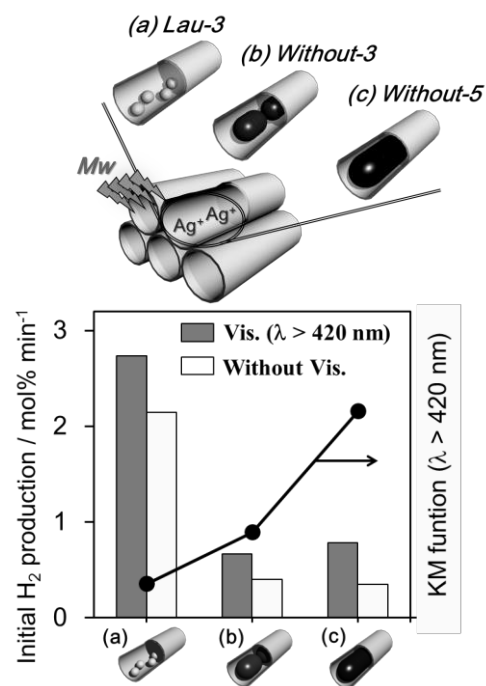 (a) Lau-3
(b) Without-3
(c) Without-5
Mw
Ag⁺ Ag⁺
Initial H₂ production / mol% min⁻¹
3
2
1
0
Vis. (λ > 420 nm)
Without Vis.
KM funtion (λ > 420 nm)
(a)
(b)
(c)